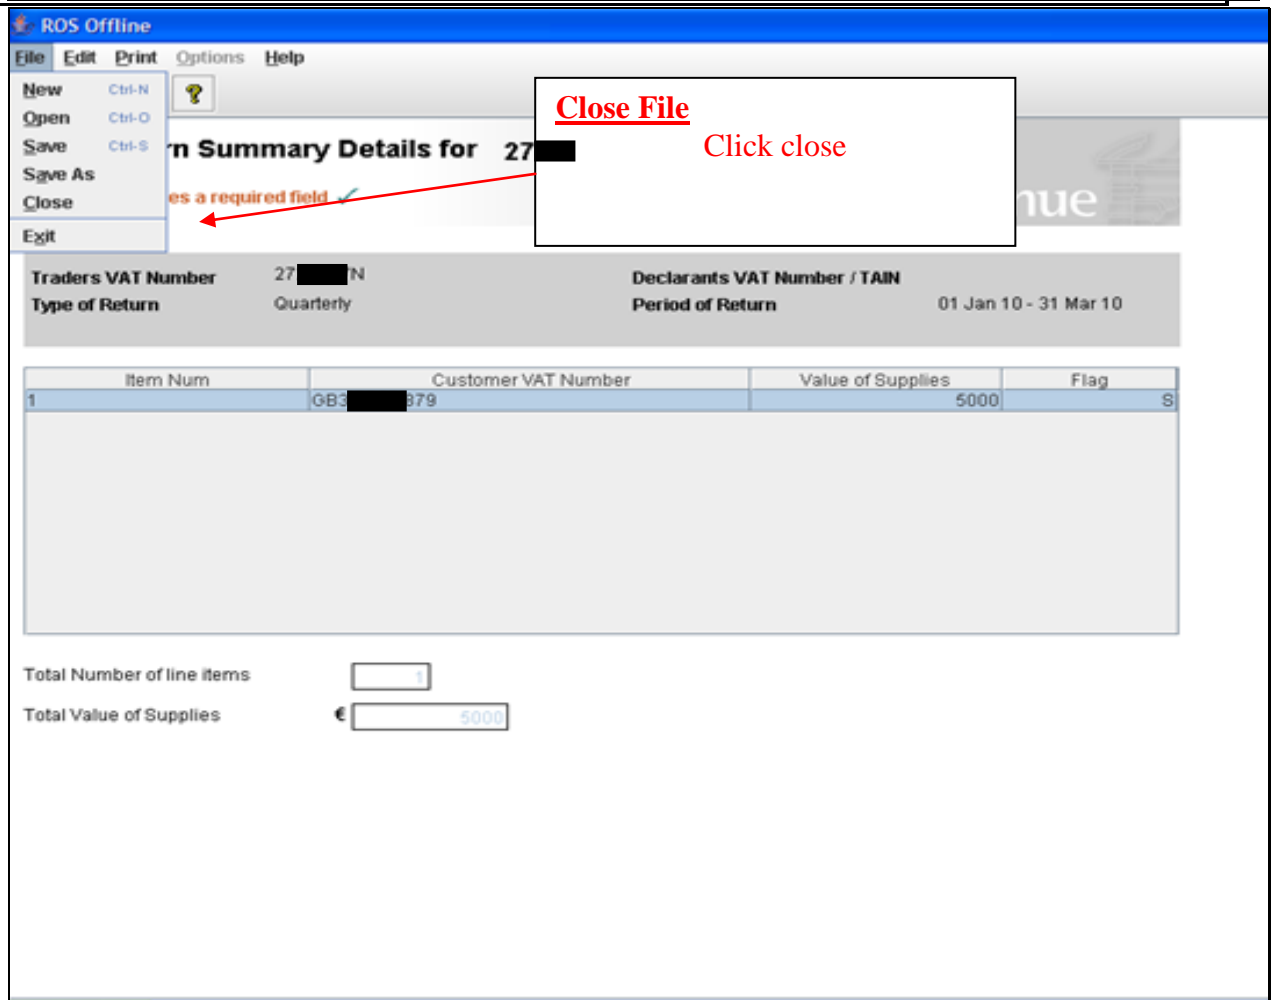 ROS Offline
File Edit Print Options Help
New Ctrl-N
Open Ctrl-O
Save Ctrl-S
Save As
Close
Exit
Close File
Click close
Summary Details for 27
a required field
Traders VAT Number 27 N Declarants VAT Number / TAIN
Type of Return Quarterly Period of Return 01 Jan 10 - 31 Mar 10
Item Num Customer VAT Number Value of Supplies Flag
1 GB3 879 5000 S
Total Number of line items 1
Total Value of Supplies € 5000